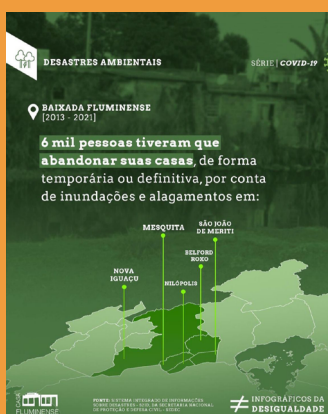 DESASTRES AMBIENTAIS
SÉRIE | COVID-19
BAIXADA FLUMINENSE
[2013 - 2021]
6 mil pessoas tiveram que
abandonar suas casas, de forma
temporária ou definitiva, por conta
de inundações e alagamentos em:
MESQUITA
SÃO JOÃO
DE MERITI
BELFORD
ROXO
NOVA
IGUAÇU
NILÓPOLIS
CASA
FLUMINENSE
FONTE: SISTEMA INTEGRADO DE INFORMAÇÕES
SOBRE DESASTRES - S2ID, DA SECRETARIA NACIONAL
DE PROTEÇÃO E DEFESA CIVIL - SEDEC
INFOGRÁFICOS DA
DESIGUALDADE